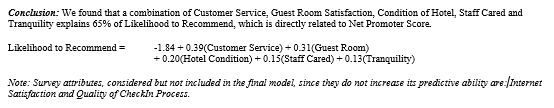 Conclusion: We found that a combination of Customer Service, Guest Room Satisfaction, Condition of Hotel, Staff Cared and
Tranquility explains 65% of Likelihood to Recommend, which is directly related to Net Promoter Score.
Likelihood to Recommend = -1.84 + 0.39(Customer Service) + 0.31(Guest Room)
+ 0.20(Hotel Condition) + 0.15(Staff Cared) + 0.13(Tranquility)
Note: Survey attributes, considered but not included in the final model, since they do not increase its predictive ability are:Internet
Satisfaction and Quality of CheckIn Process.